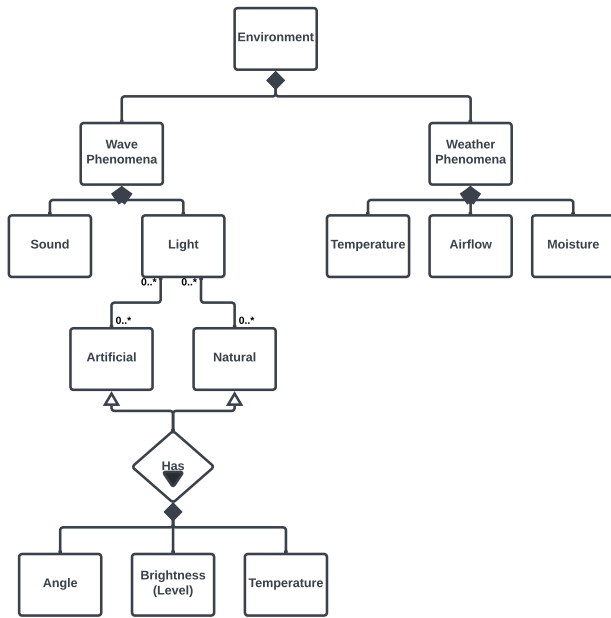 Environment
Wave
Phenomena
Weather
Phenomena
Sound
Light
Temperature
Airflow
Moisture
0..*
0..*
0..*
0..*
Artificial
Natural
Has
Angle
Brightness
(Level)
Temperature